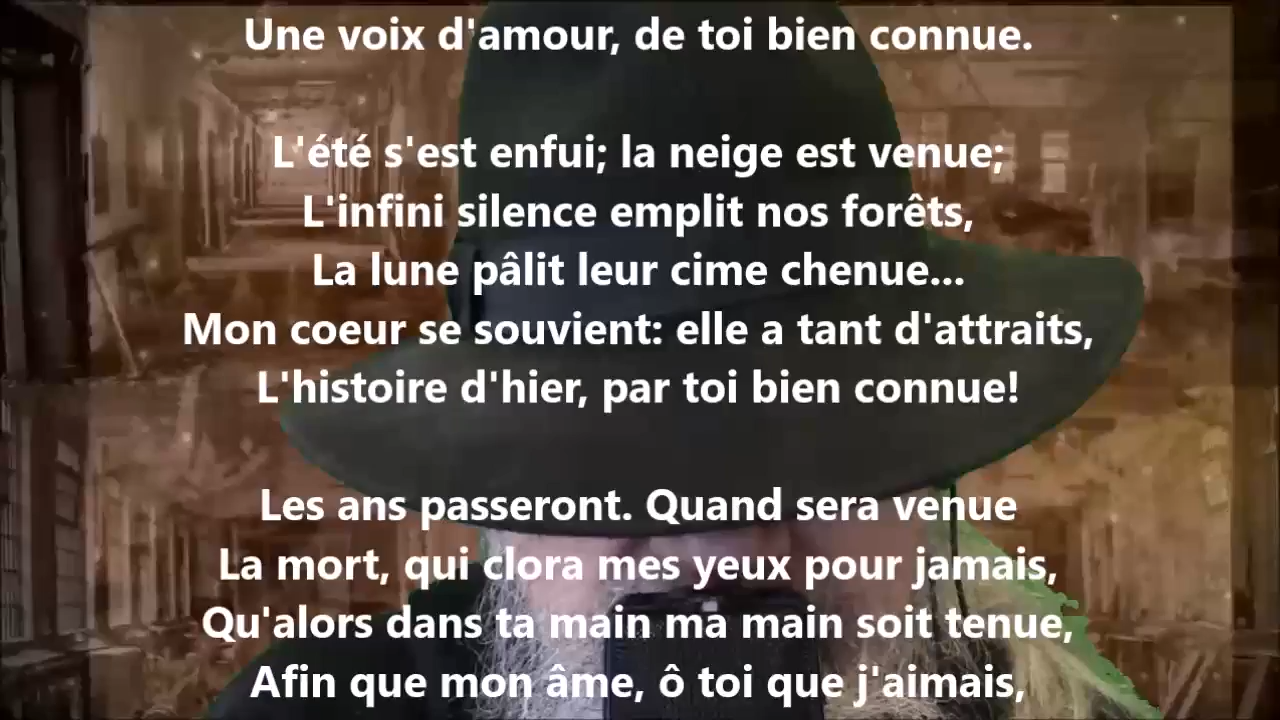 Une voix d'amour, de toi bien connue.
L'été s'est enfui; la neige est venue;
L'infini silence emplit nos forêts,
La lune pâlit leur cime chenue...
Mon coeur se souvient: elle a tant d'attraits,
L'histoire d'hier, par toi bien connue!
Les ans passeront. Quand sera venue
La mort, qui clora mes yeux pour jamais,
Qu'alors dans ta main ma main soit tenue,
Afin que mon âme, ô toi que j'aimais,